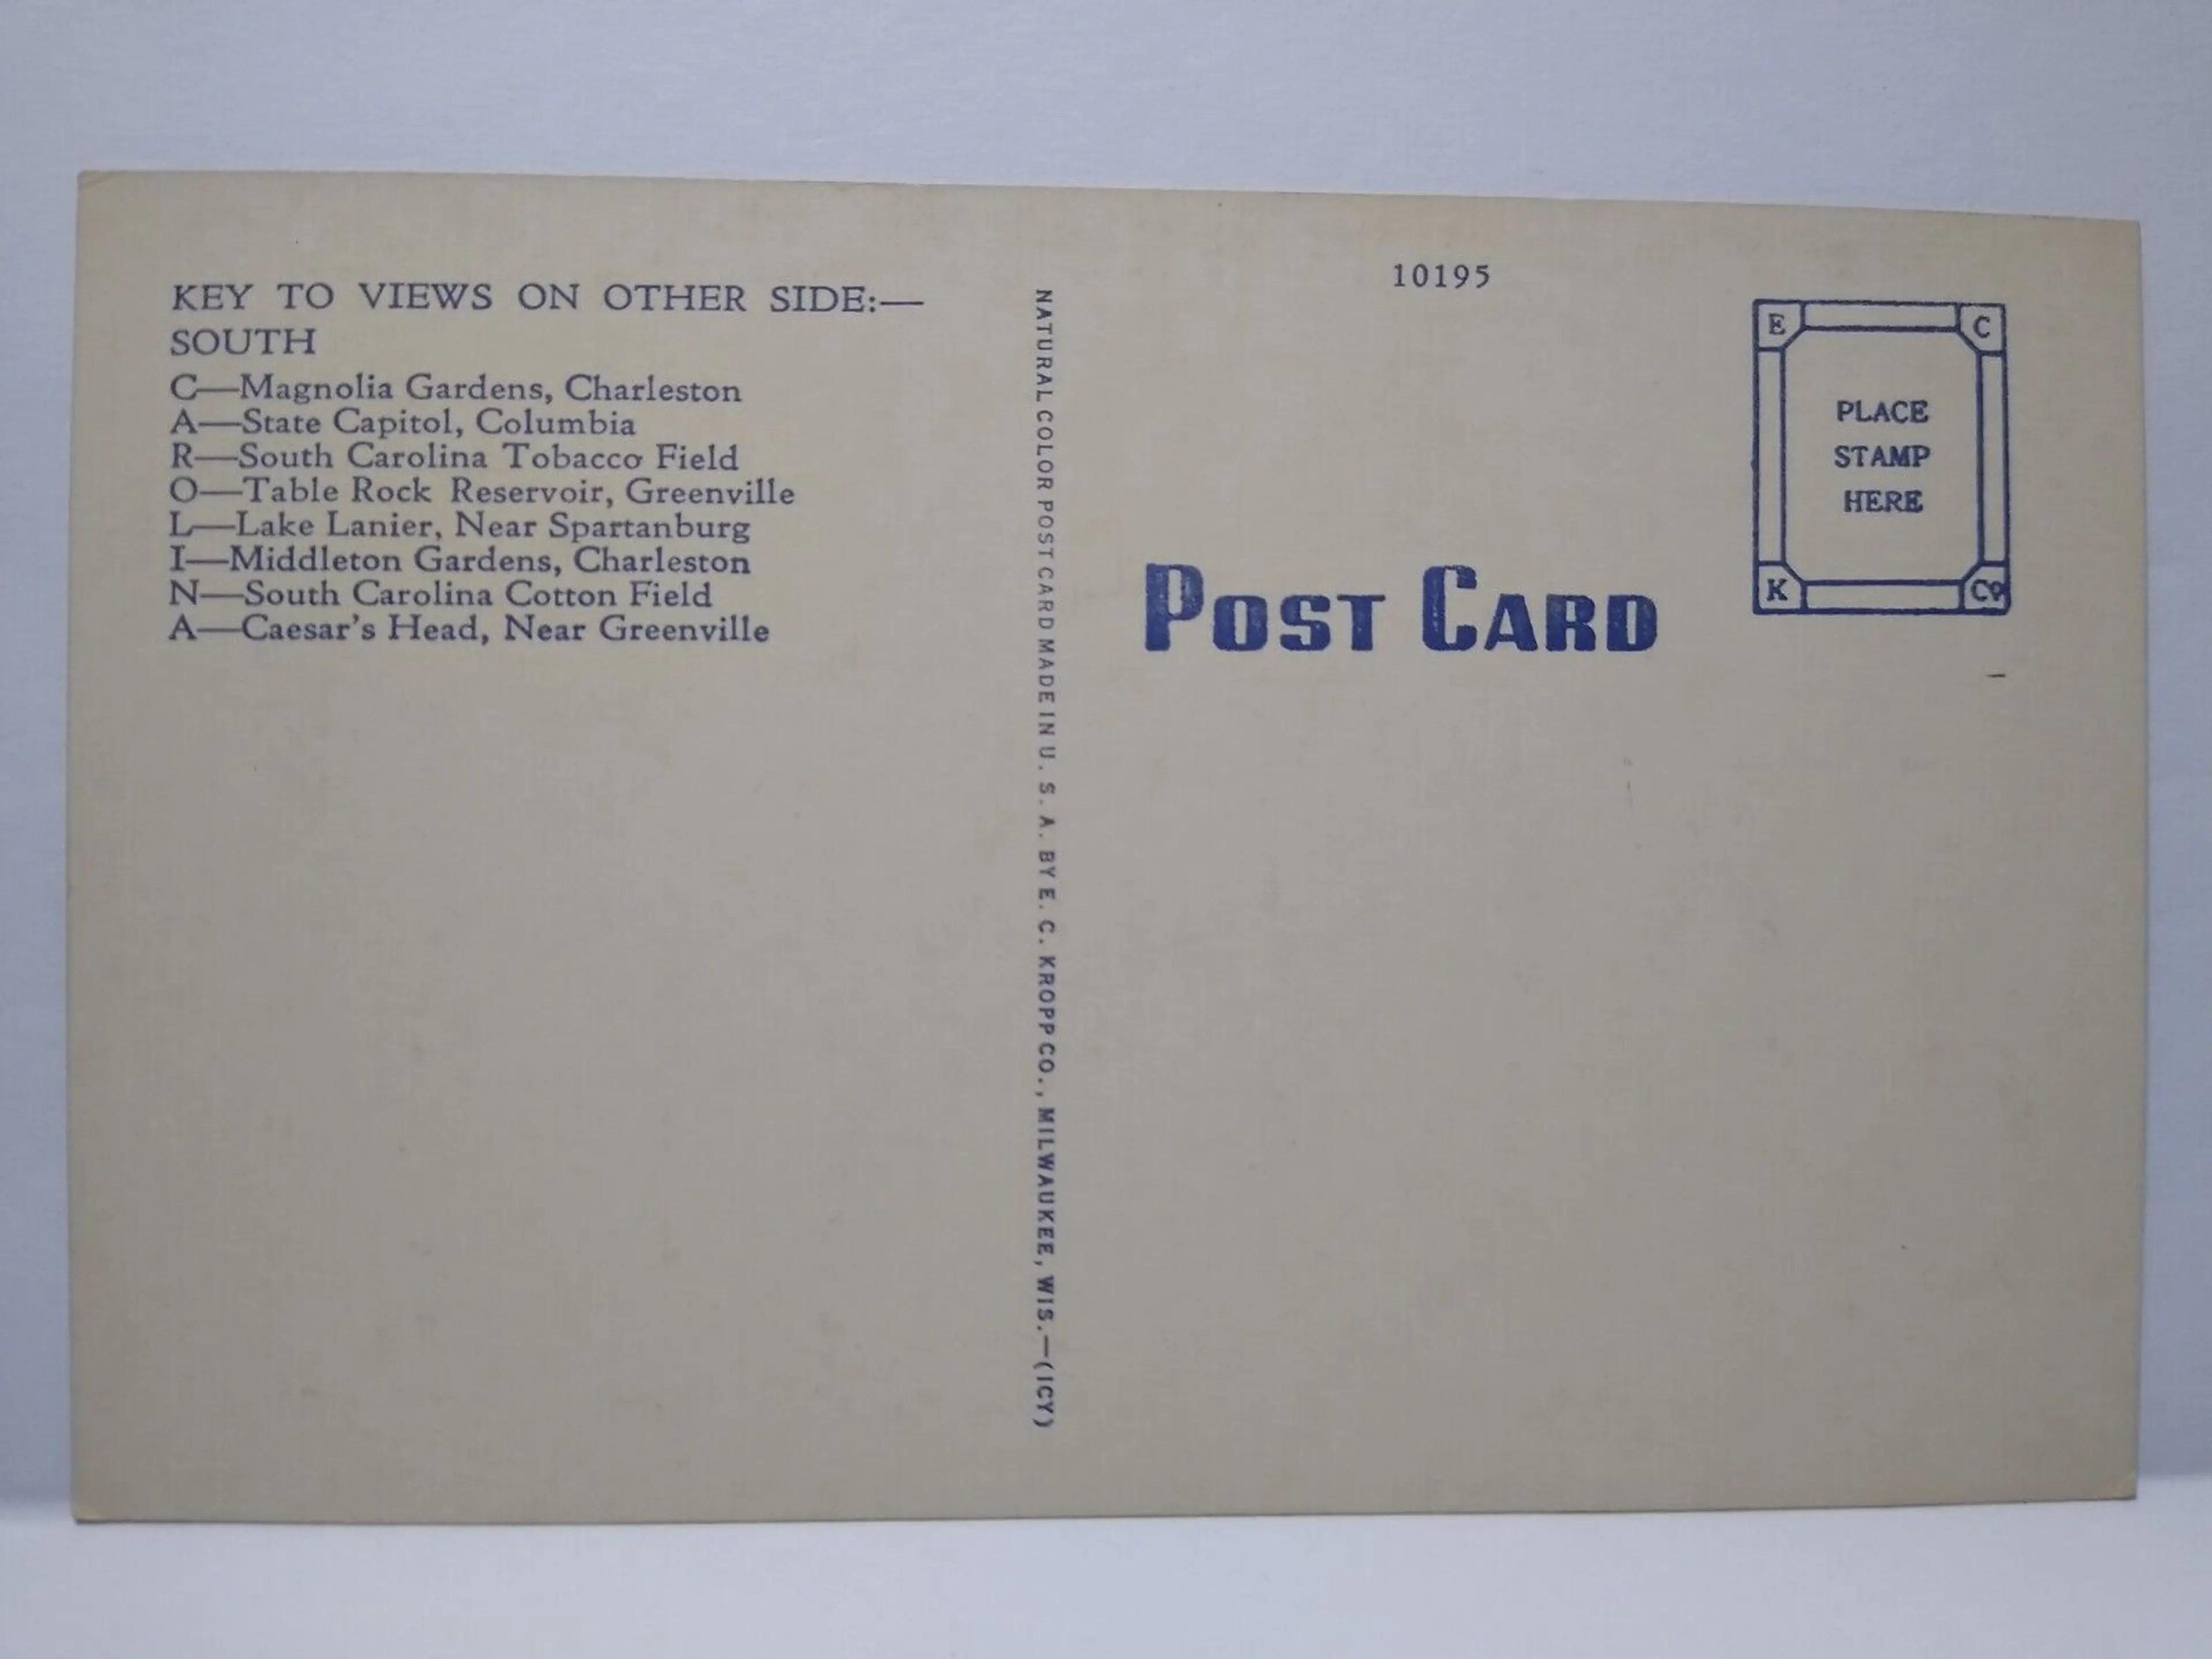 KEY TO VIEWS ON OTHER SIDE:—
SOUTH
C—Magnolia Gardens, Charleston
A—State Capitol, Columbia
R—South Carolina Tobacco Field
O—Table Rock Reservoir, Greenville
L—Lake Lanier, Near Spartanburg
I—Middleton Gardens, Charleston
N—South Carolina Cotton Field
A—Caesar's Head, Near Greenville
NATURAL COLOR POST CARD MADE IN U. S. A. BY E. C. KROPP CO., MILWAUKEE, WIS.—(ICY)
10195
POST CARD
E C
PLACE
STAMP
HERE
K Co